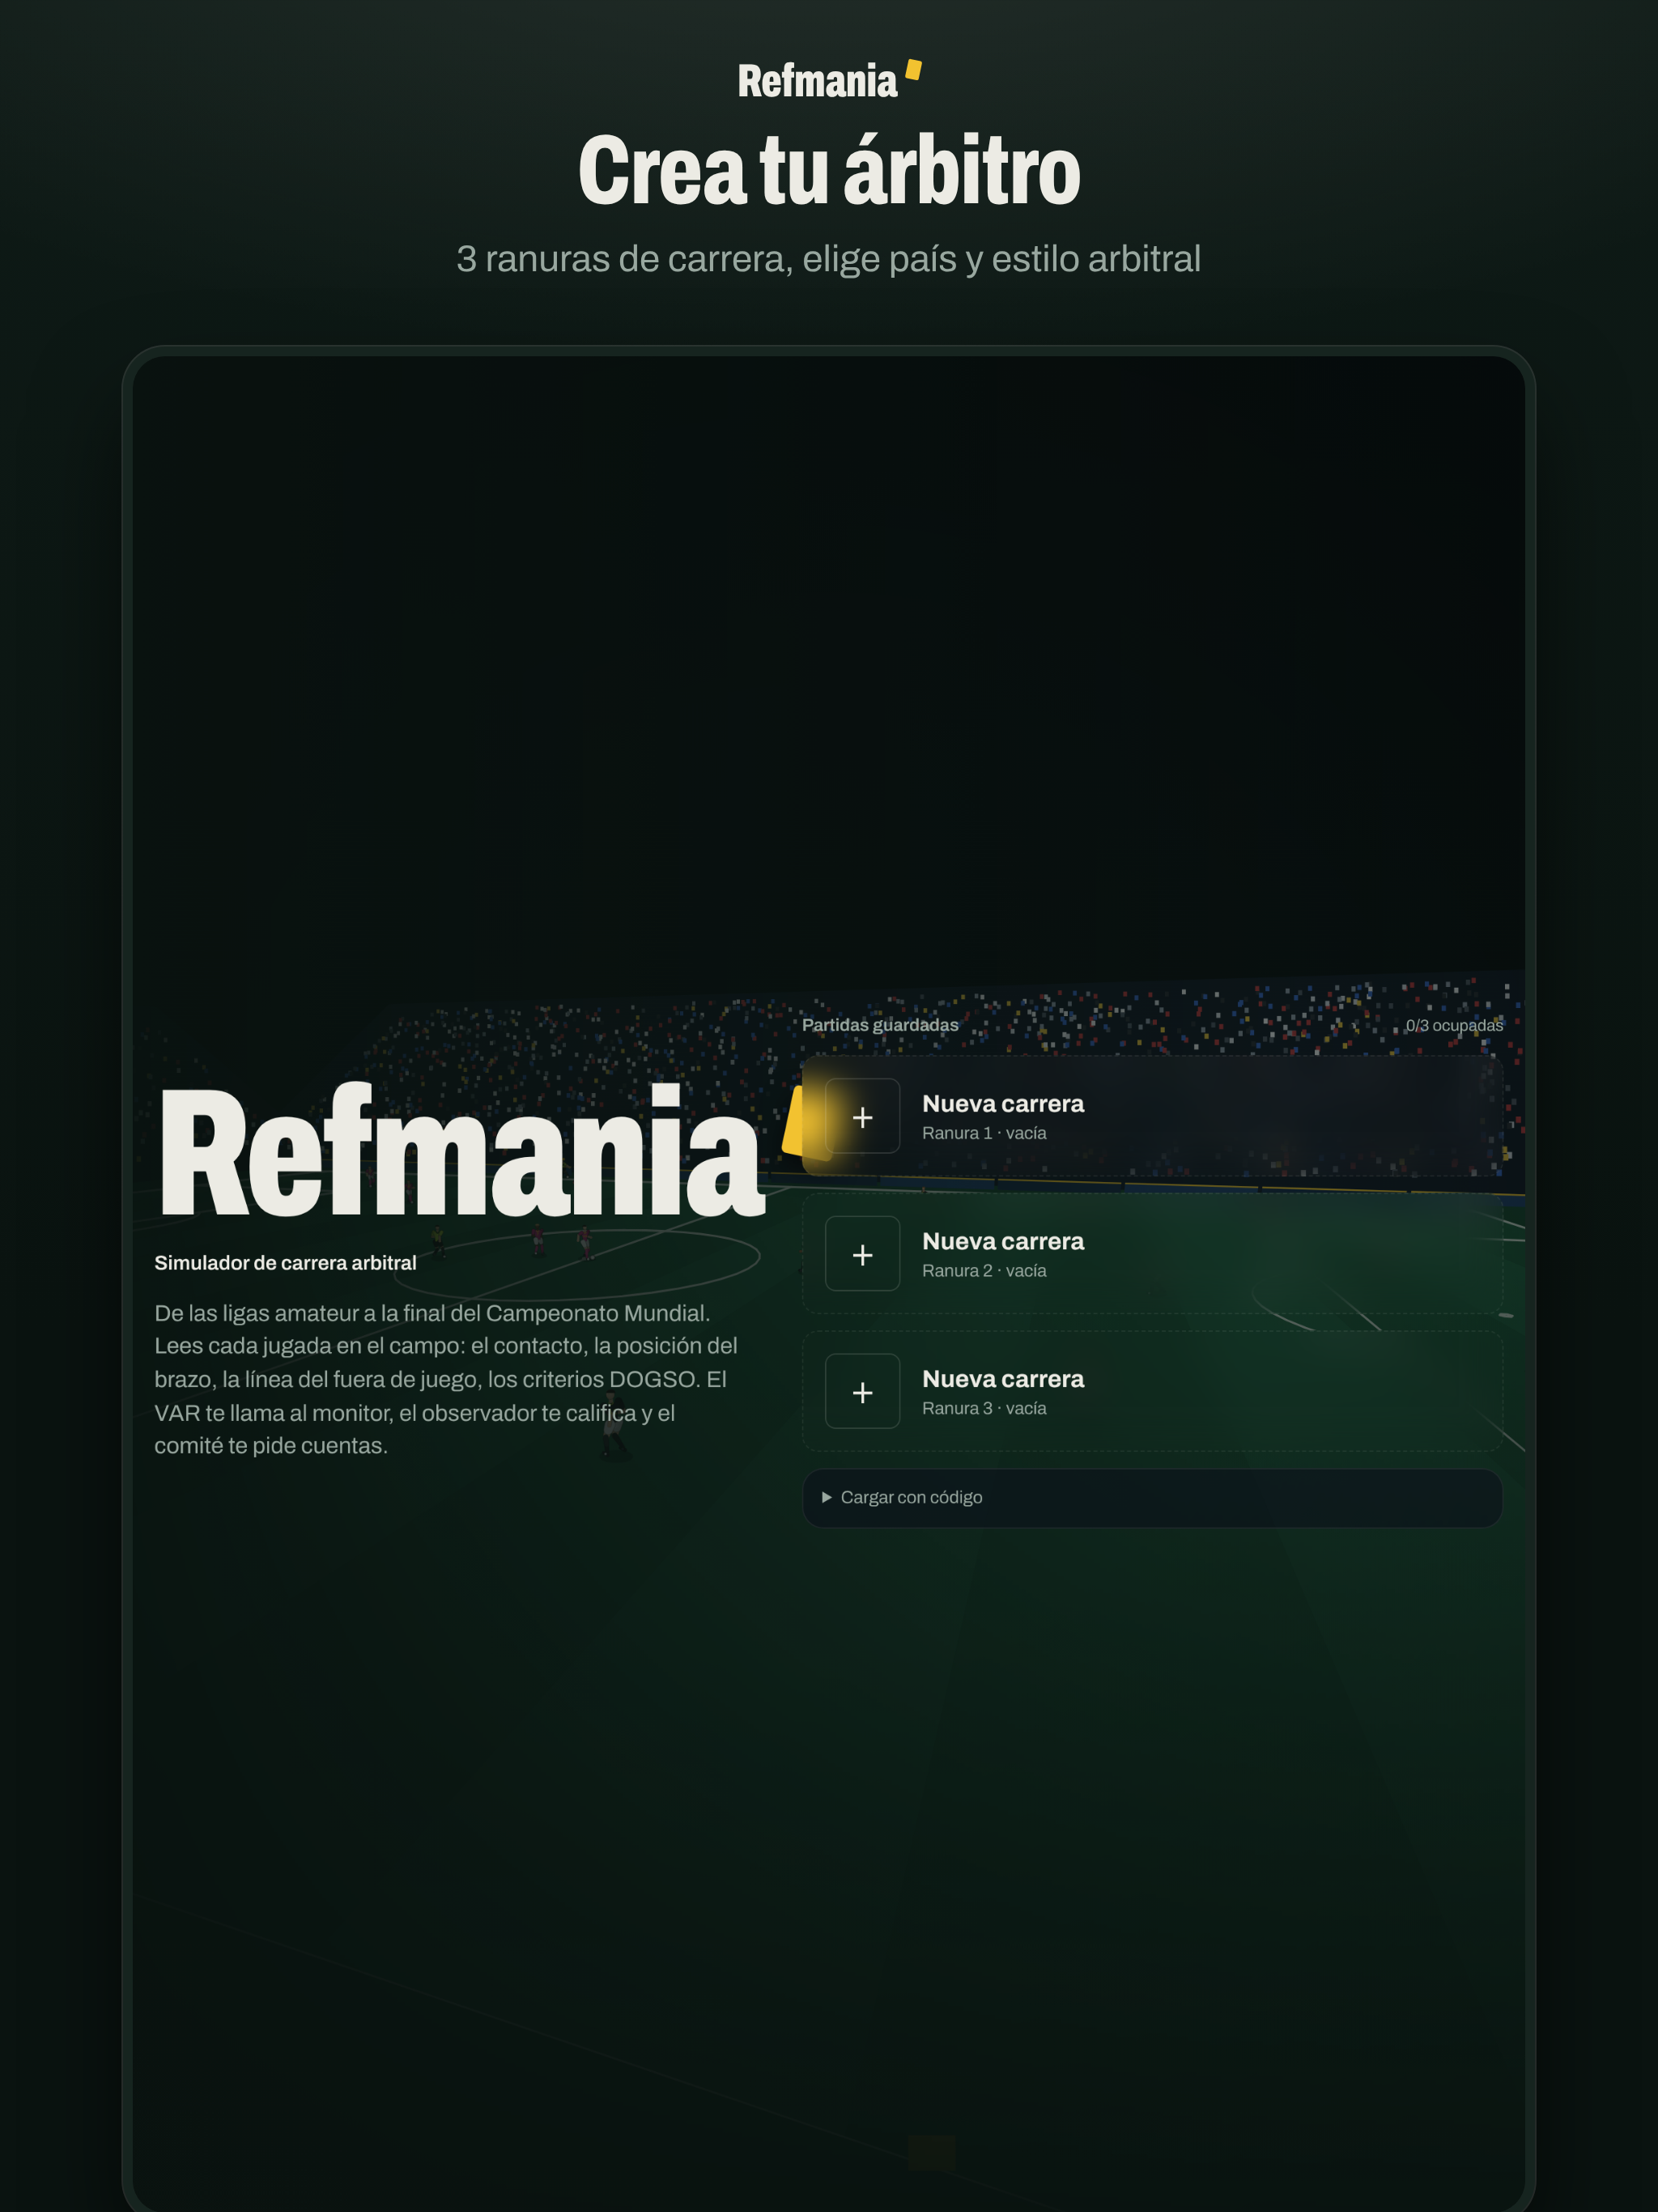 Refmania
Crea tu árbitro
3 ranuras de carrera, elige país y estilo arbitral
Refmania
Simulador de carrera arbitral
De las ligas amateur a la final del Campeonato Mundial.
Lees cada jugada en el campo: el contacto, la posición del
brazo, la línea del fuera de juego, los criterios DOGSO. El
VAR te llama al monitor, el observador te califica y el
comité te pide cuentas.
Partidas guardadas
0/3 ocupadas
Nueva carrera
Ranura 1 · vacía
Nueva carrera
Ranura 2 · vacía
Nueva carrera
Ranura 3 · vacía
Cargar con código